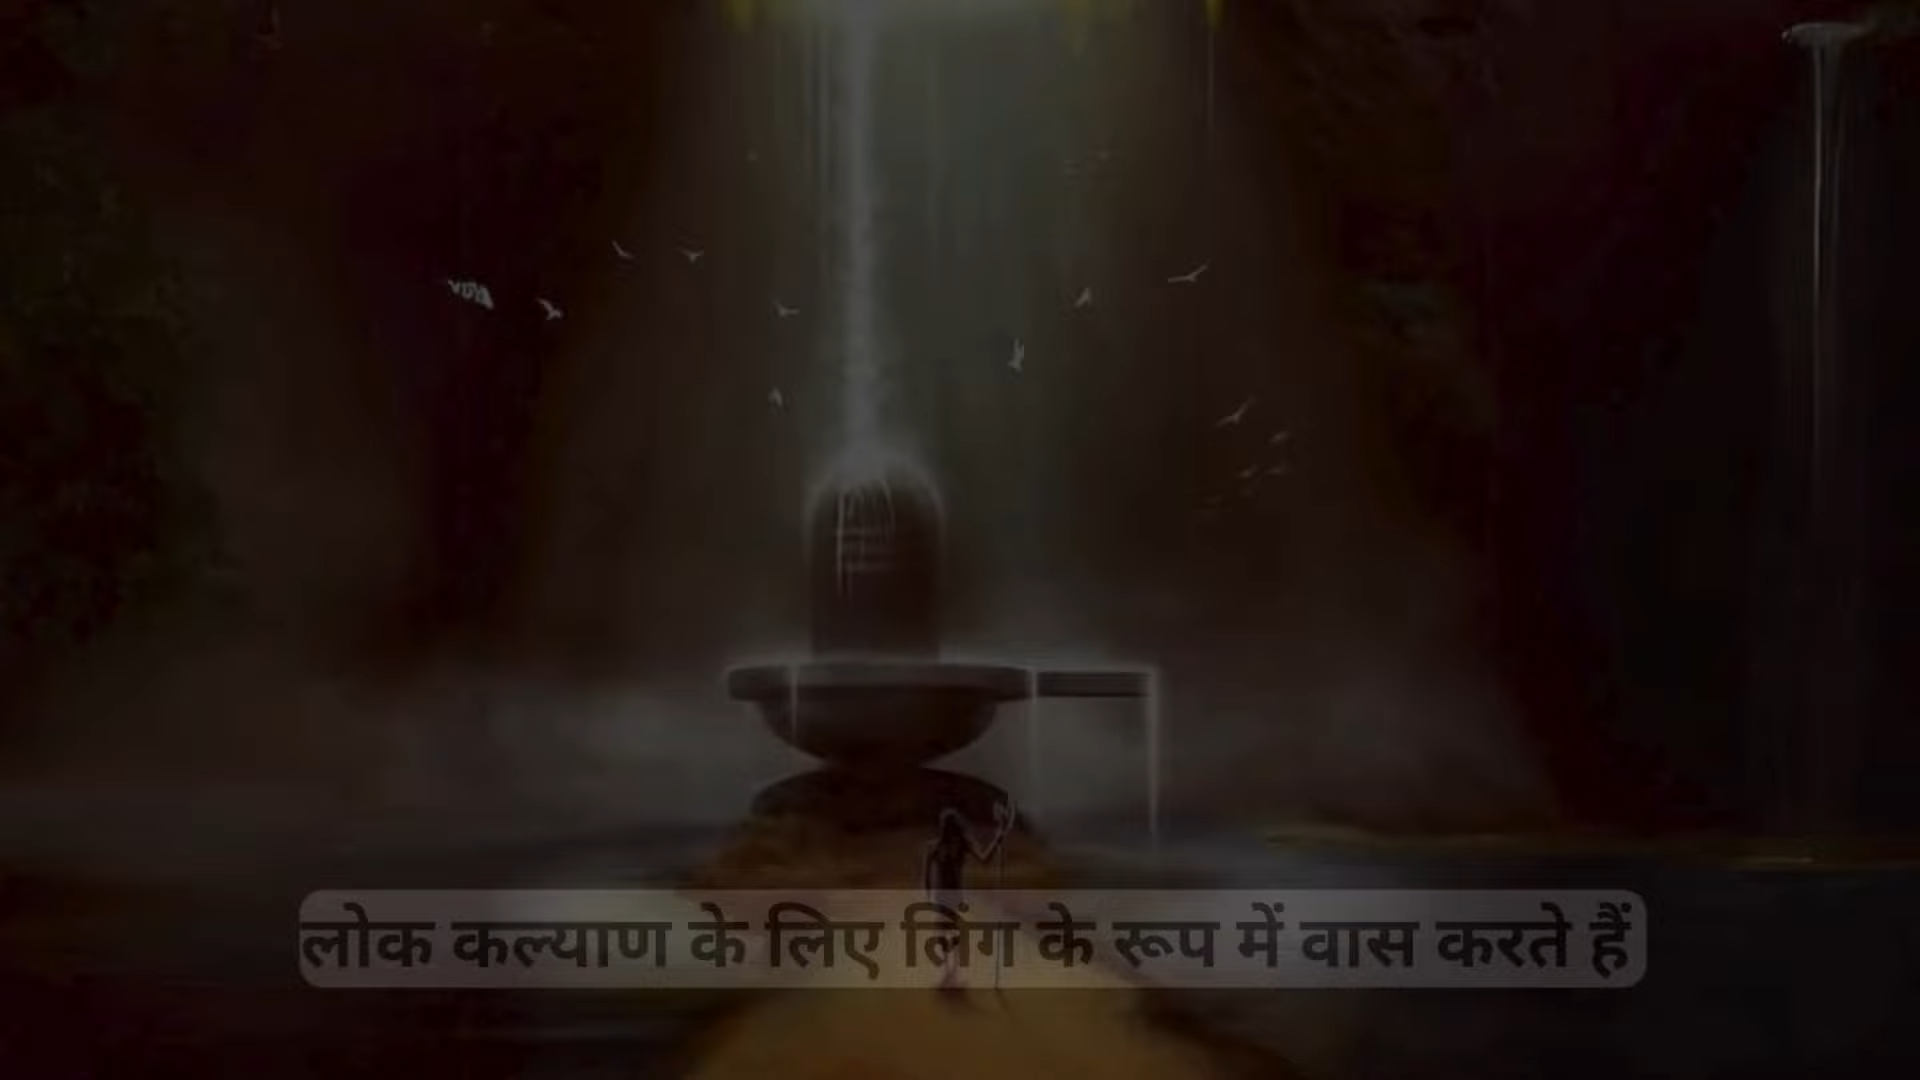 लोक कल्याण के लिए लिंग के रूप में वास करते हैं